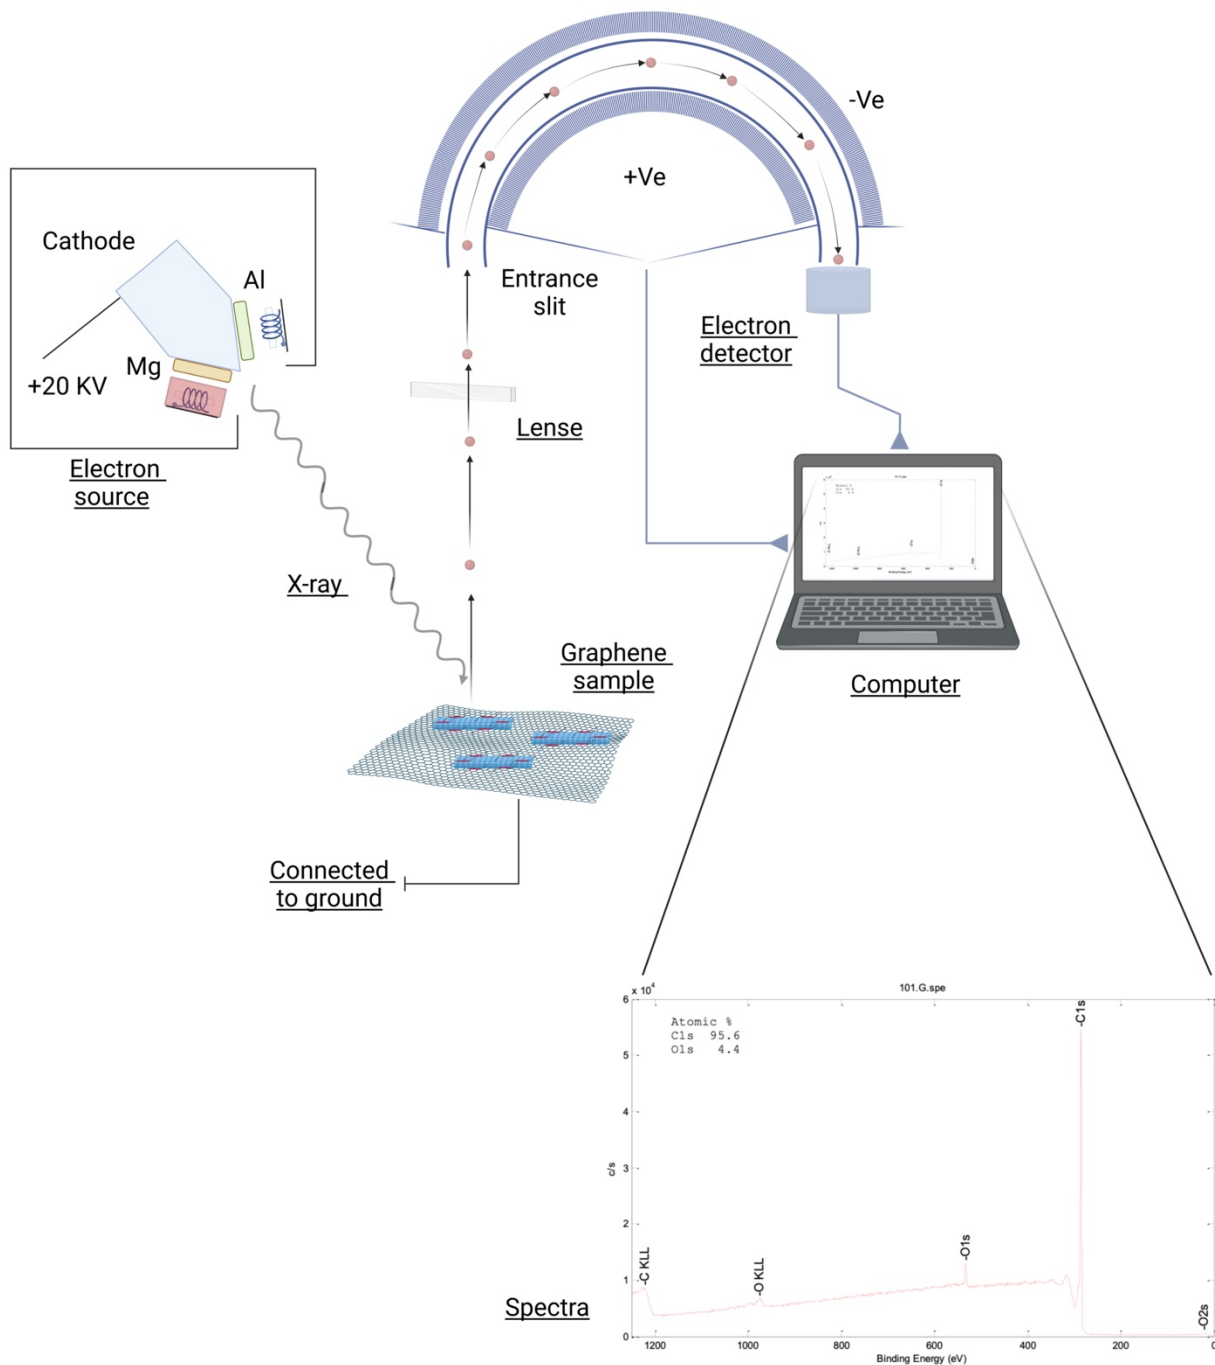 -Ve
+Ve
Cathode
Al
Mg
+20 KV
Electron
source
Entrance
slit
Electron
detector
Lense
X-ray
Graphene
sample
Computer
Connected
to ground
101.G.spe
x 10⁴
Atomic %
C1s 95.6
O1s 4.4
-C1s
6
5
4
3
2
1
0
c/s
-C KLL
-O KLL
-O1s
-O2s
1200
1000
800
600
400
200
0
Binding Energy (eV)
Spectra